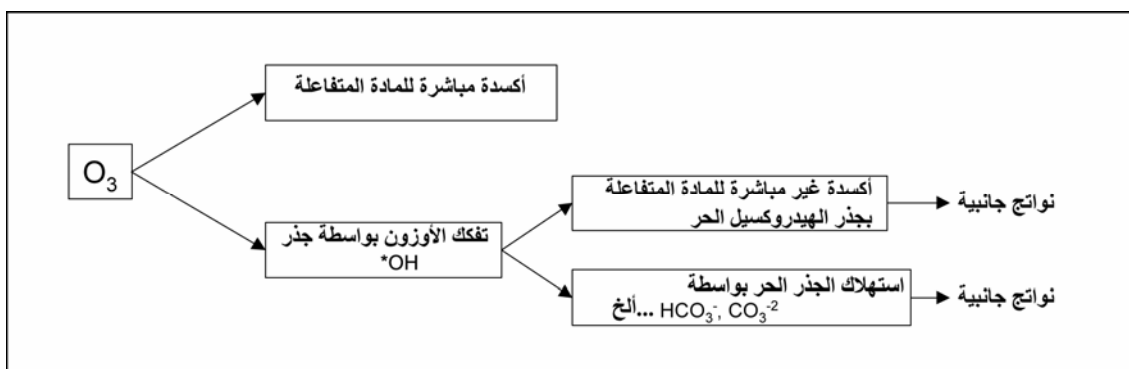 أكسدة مباشرة للمادة المتفاعلة
O₃
أكسدة غير مباشرة للمادة المتفاعلة
بجذر الهيدروكسيل الحر
نواتج جانبية
تفكك الأوزون بواسطة جذر
*OH
استهلاك الجذر الحر بواسطة
HCO₃⁻, CO₃⁻² ...ألخ
نواتج جانبية